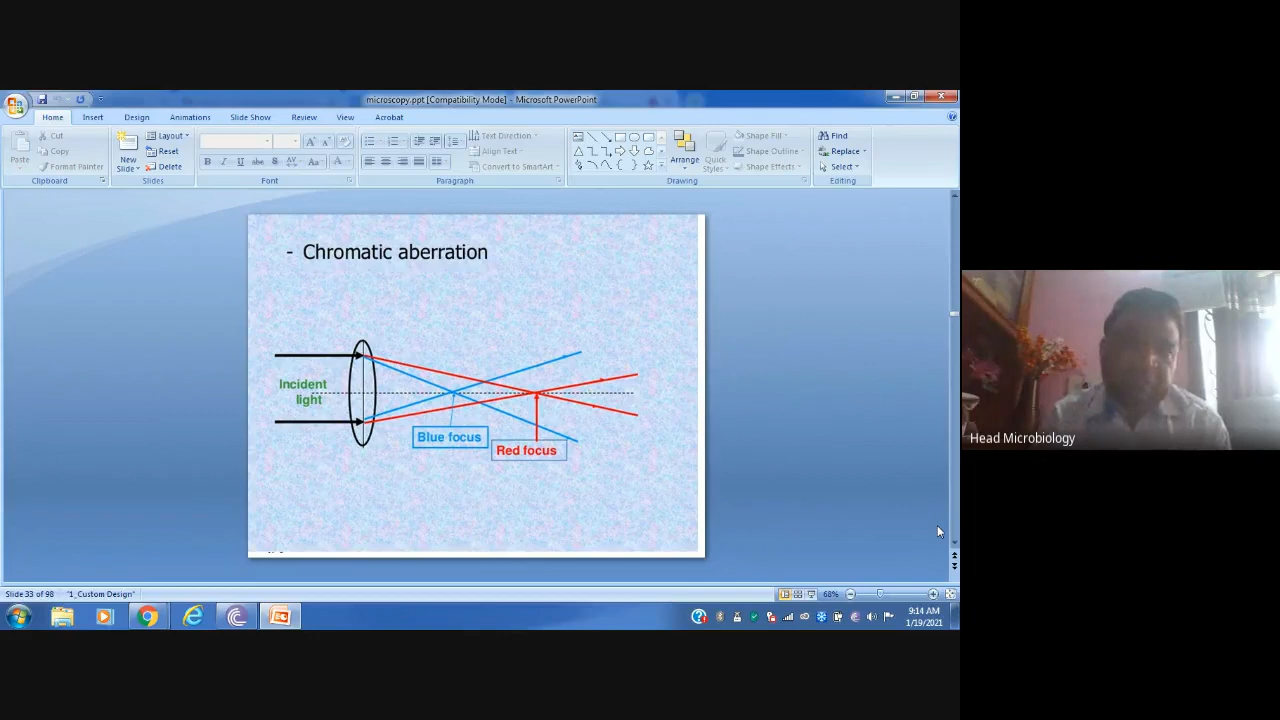 microscopy.ppt [Compatibility Mode] - Microsoft PowerPoint
Home Insert Design Animations Slide Show Review View Acrobat
Paste
Cut
Copy
Format Painter
Clipboard
New Slide
Layout
Reset
Delete
Slides
B I U abe S AV Aa A
Font
Text Direction
Align Text
Convert to SmartArt
Paragraph
Arrange
Quick Styles
Shape Fill
Shape Outline
Shape Effects
Drawing
Find
Replace
Select
Editing
- Chromatic aberration
Incident
light
Blue focus
Red focus
Head Microbiology
Slide 33 of 98 "1_Custom Design" 68%
9:14 AM
1/19/2021